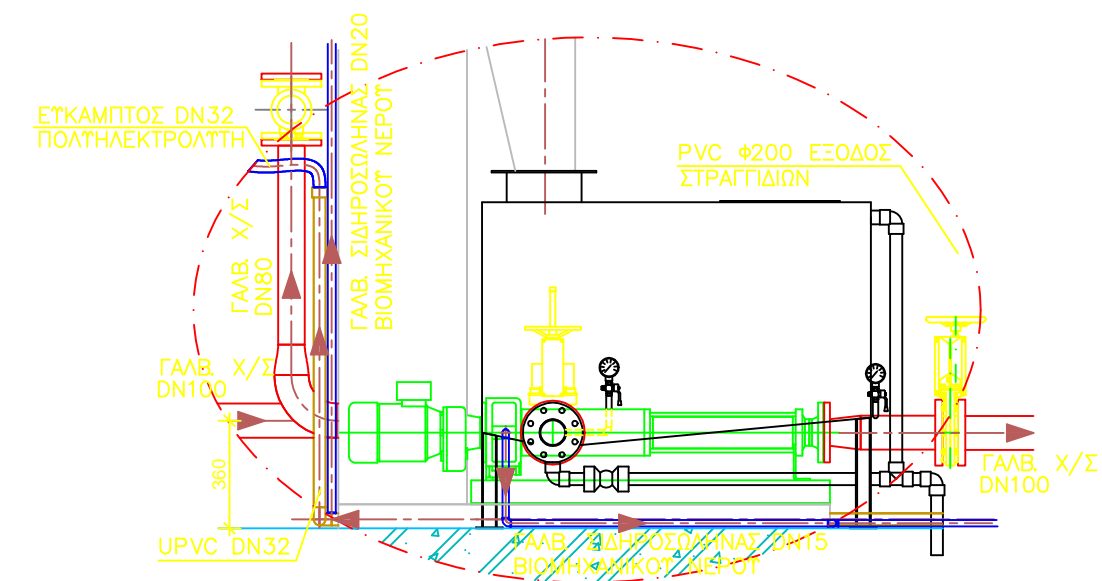 ΓΑΛΒ. ΣΙΔΗΡΟΣΩΛΗΝΑΣ DN20
ΒΙΟΜΗΧΑΝΙΚΟΥ ΝΕΡΟΥ
ΕΥΚΑΜΠΤΟΣ DN32
ΠΟΛΥΗΛΕΚΤΡΟΛΥΤΗ
PVC Φ200 ΕΞΟΔΟΣ
ΣΤΡΑΓΓΙΔΙΩΝ
ΓΑΛΒ. Χ/Σ
DN80
ΓΑΛΒ. Χ/Σ
DN100
360
ΓΑΛΒ. Χ/Σ
DN100
UPVC DN32
ΓΑΛΒ. ΣΙΔΗΡΟΣΩΛΗΝΑΣ DN15
ΒΙΟΜΗΧΑΝΙΚΟΥ ΝΕΡΟΥ